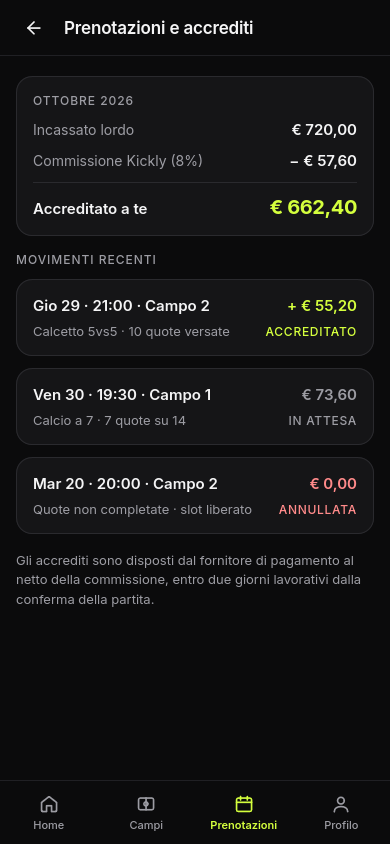 Prenotazioni e accrediti
OTTOBRE 2026
Incassato lordo € 720,00
Commissione Kickly (8%) – € 57,60
Accreditato a te € 662,40
MOVIMENTI RECENTI
Gio 29 · 21:00 · Campo 2 + € 55,20
Calcetto 5vs5 · 10 quote versate ACCREDITATO
Ven 30 · 19:30 · Campo 1 € 73,60
Calcio a 7 · 7 quote su 14 IN ATTESA
Mar 20 · 20:00 · Campo 2 € 0,00
Quote non completate · slot liberato ANNULLATA
Gli accrediti sono disposti dal fornitore di pagamento al
netto della commissione, entro due giorni lavorativi dalla
conferma della partita.
Home Campi Prenotazioni Profilo